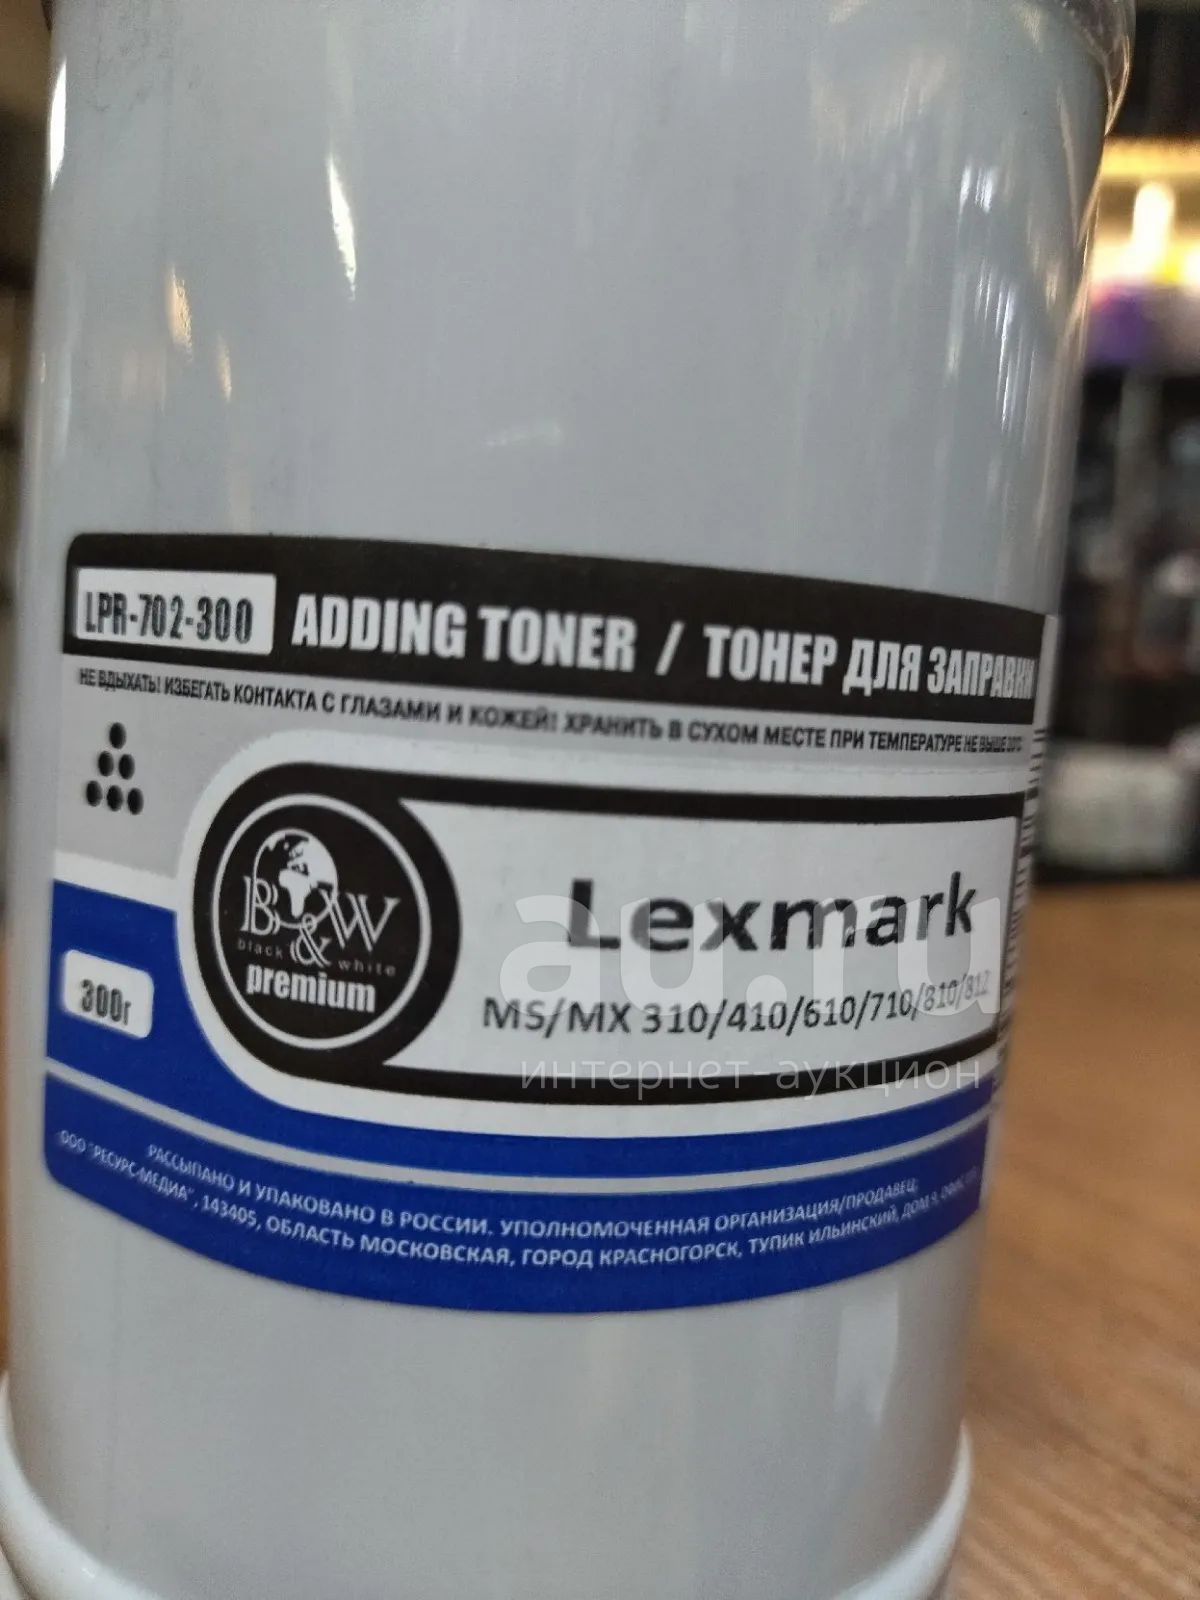 LPR-702-300 ADDING TONER / ТОНЕР ДЛЯ ЗАПРАВКИ
НЕ ВДЫХАТЬ! ИЗБЕГАТЬ КОНТАКТА С ГЛАЗАМИ И КОЖЕЙ! ХРАНИТЬ В СУХОМ МЕСТЕ ПРИ ТЕМПЕРАТУРЕ НЕ ВЫШЕ
B&W
black white
premium
Lexmark
MS/MX 310/410/610/710/810/812
300г
au.ru
интернет-аукцион
РАССЫПАНО И УПАКОВАНО В РОССИИ. УПОЛНОМОЧЕННАЯ ОРГАНИЗАЦИЯ/ПРОДАВЕЦ:
ООО "РЕСУРС-МЕДИА", 143405, ОБЛАСТЬ МОСКОВСКАЯ, ГОРОД КРАСНОГОРСК, ТУПИК ИЛЬИНСКИЙ, ДОМ 9, ОФИС